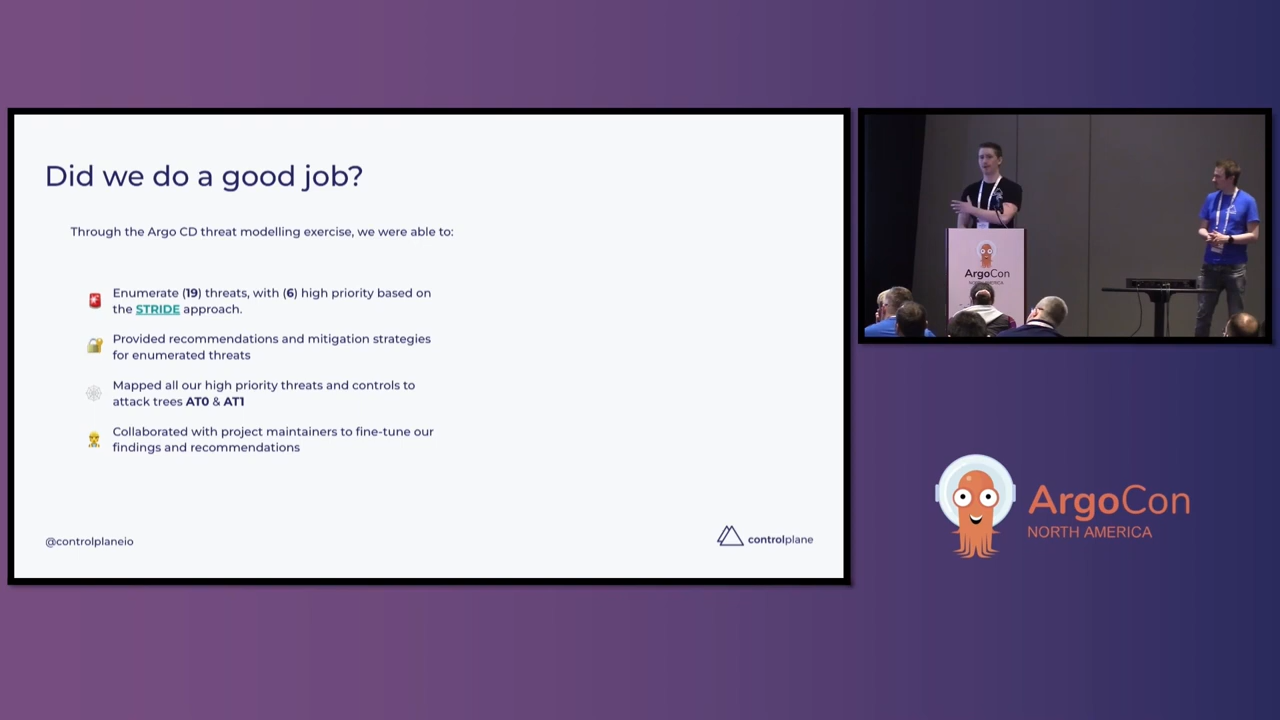 Did we do a good job?
Through the Argo CD threat modelling exercise, we were able to:
Enumerate (19) threats, with (6) high priority based on
the STRIDE approach.
Provided recommendations and mitigation strategies
for enumerated threats
Mapped all our high priority threats and controls to
attack trees AT0 & AT1
Collaborated with project maintainers to fine-tune our
findings and recommendations
@controlplaneio
controlplane
ArgoCon
NORTH AMERICA
ArgoCon
NORTH AMERICA